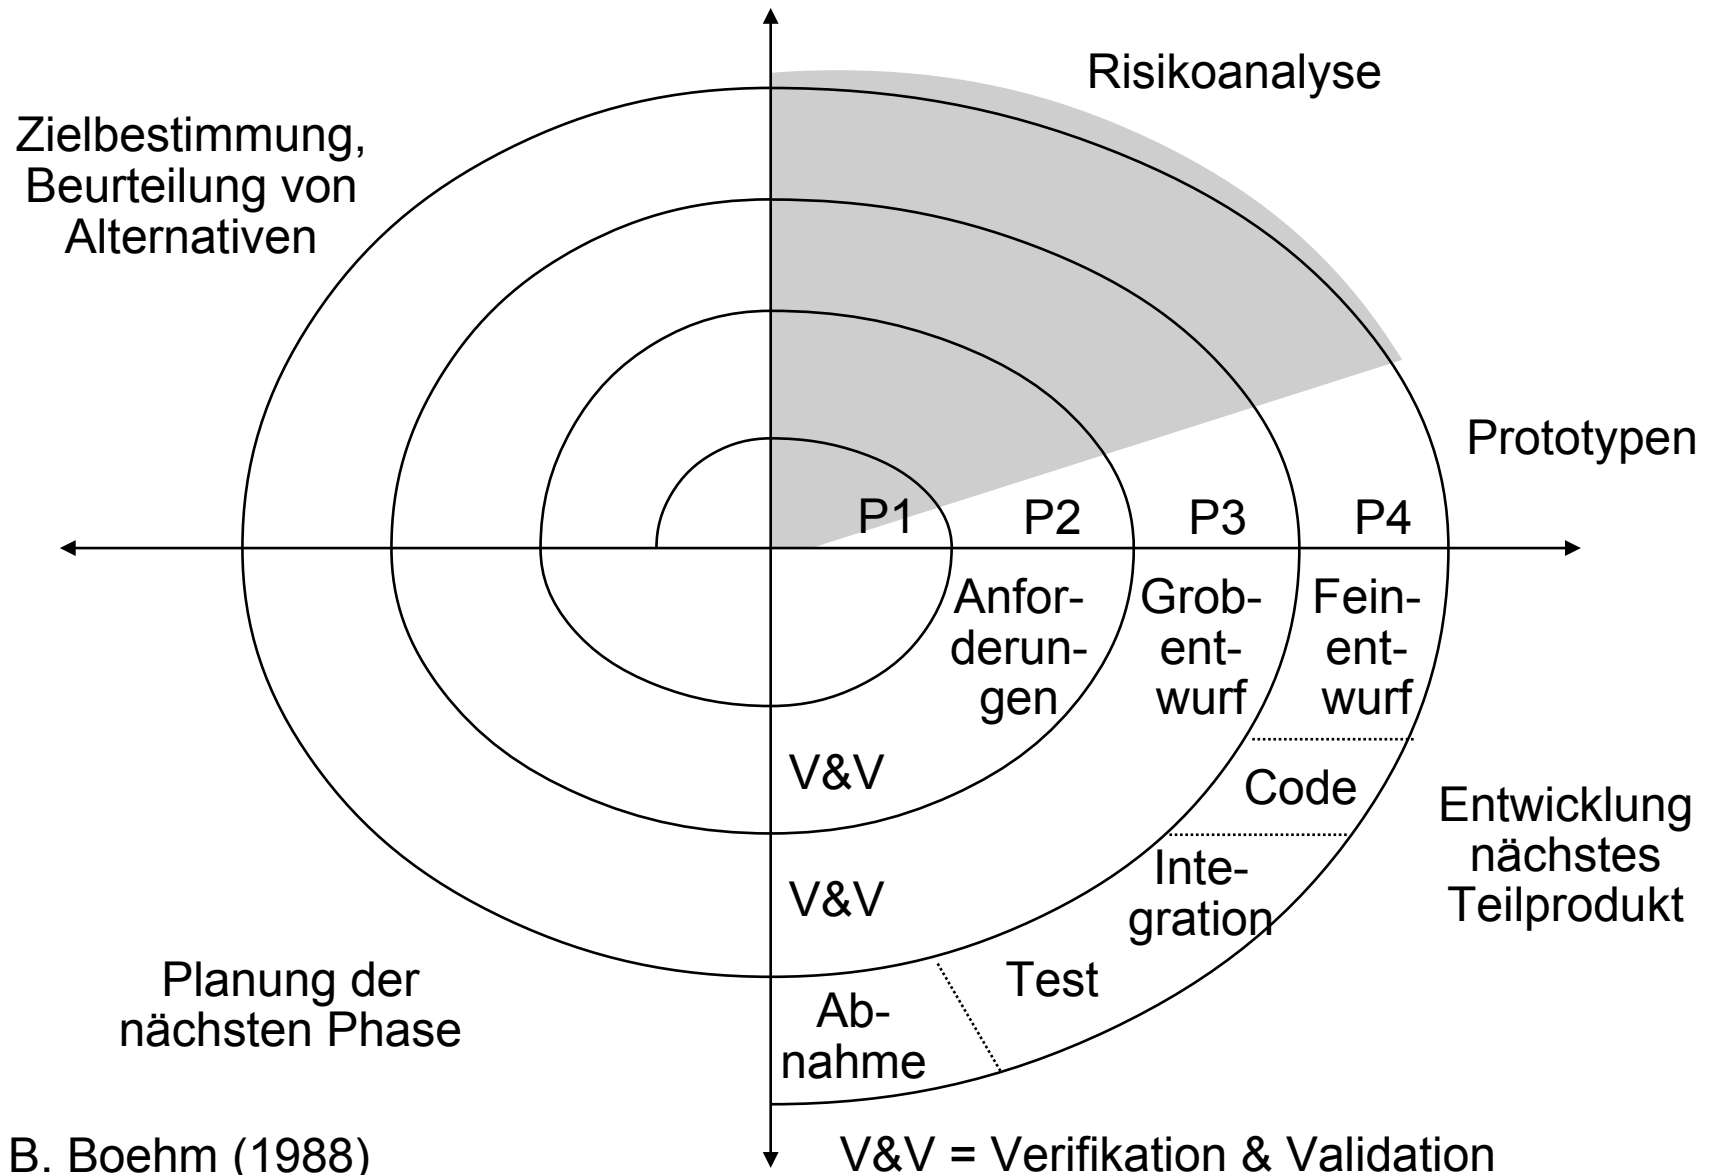 Risikoanalyse
Zielbestimmung,
Beurteilung von
Alternativen
Prototypen
P1
P2
P3
P4
Anfor-
derun-
gen
Grob-
ent-
wurf
Fein-
ent-
wurf
V&V
Code
Entwicklung
nächstes
Teilprodukt
V&V
Inte-
gration
Test
Ab-
nahme
Planung der
nächsten Phase
B. Boehm (1988)
V&V = Verifikation & Validation